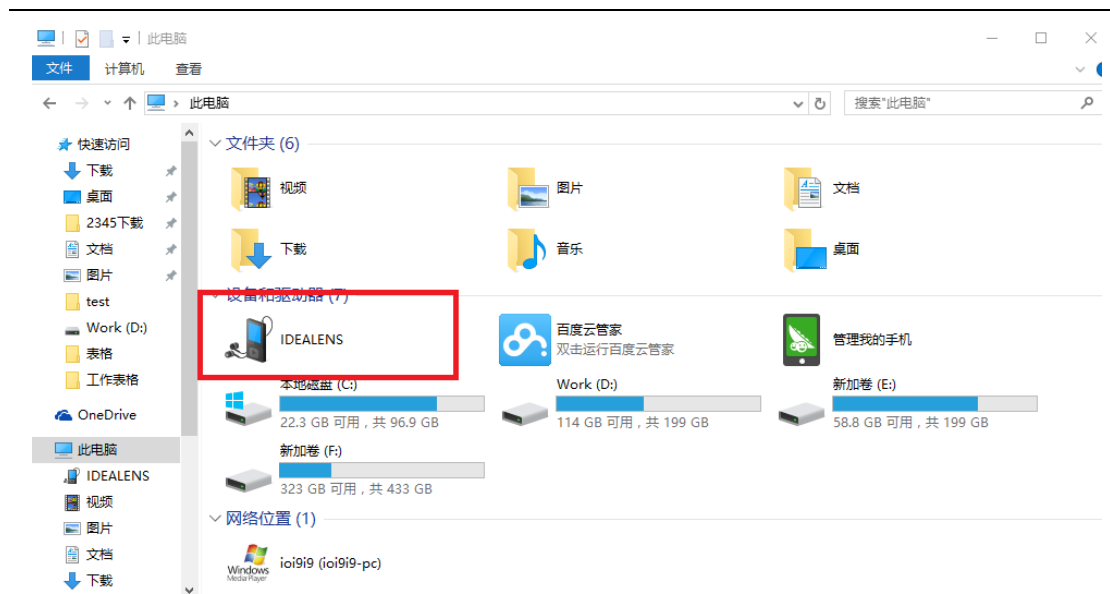 此电脑
文件 计算机 查看
此电脑
搜索"此电脑"
快速访问
下载
桌面
2345下载
文档
图片
test
Work (D:)
表格
工作表格
OneDrive
此电脑
IDEALENS
视频
图片
文档
下载
文件夹 (6)
视频
图片
文档
下载
音乐
桌面
设备和驱动器 (7)
IDEALENS
百度云管家
双击运行百度云管家
管理我的手机
本地磁盘 (C:)
22.3 GB 可用，共 96.9 GB
Work (D:)
114 GB 可用，共 199 GB
新加卷 (E:)
58.8 GB 可用，共 199 GB
新加卷 (F:)
323 GB 可用，共 433 GB
网络位置 (1)
Windows
Media Player
ioi9i9 (ioi9i9-pc)